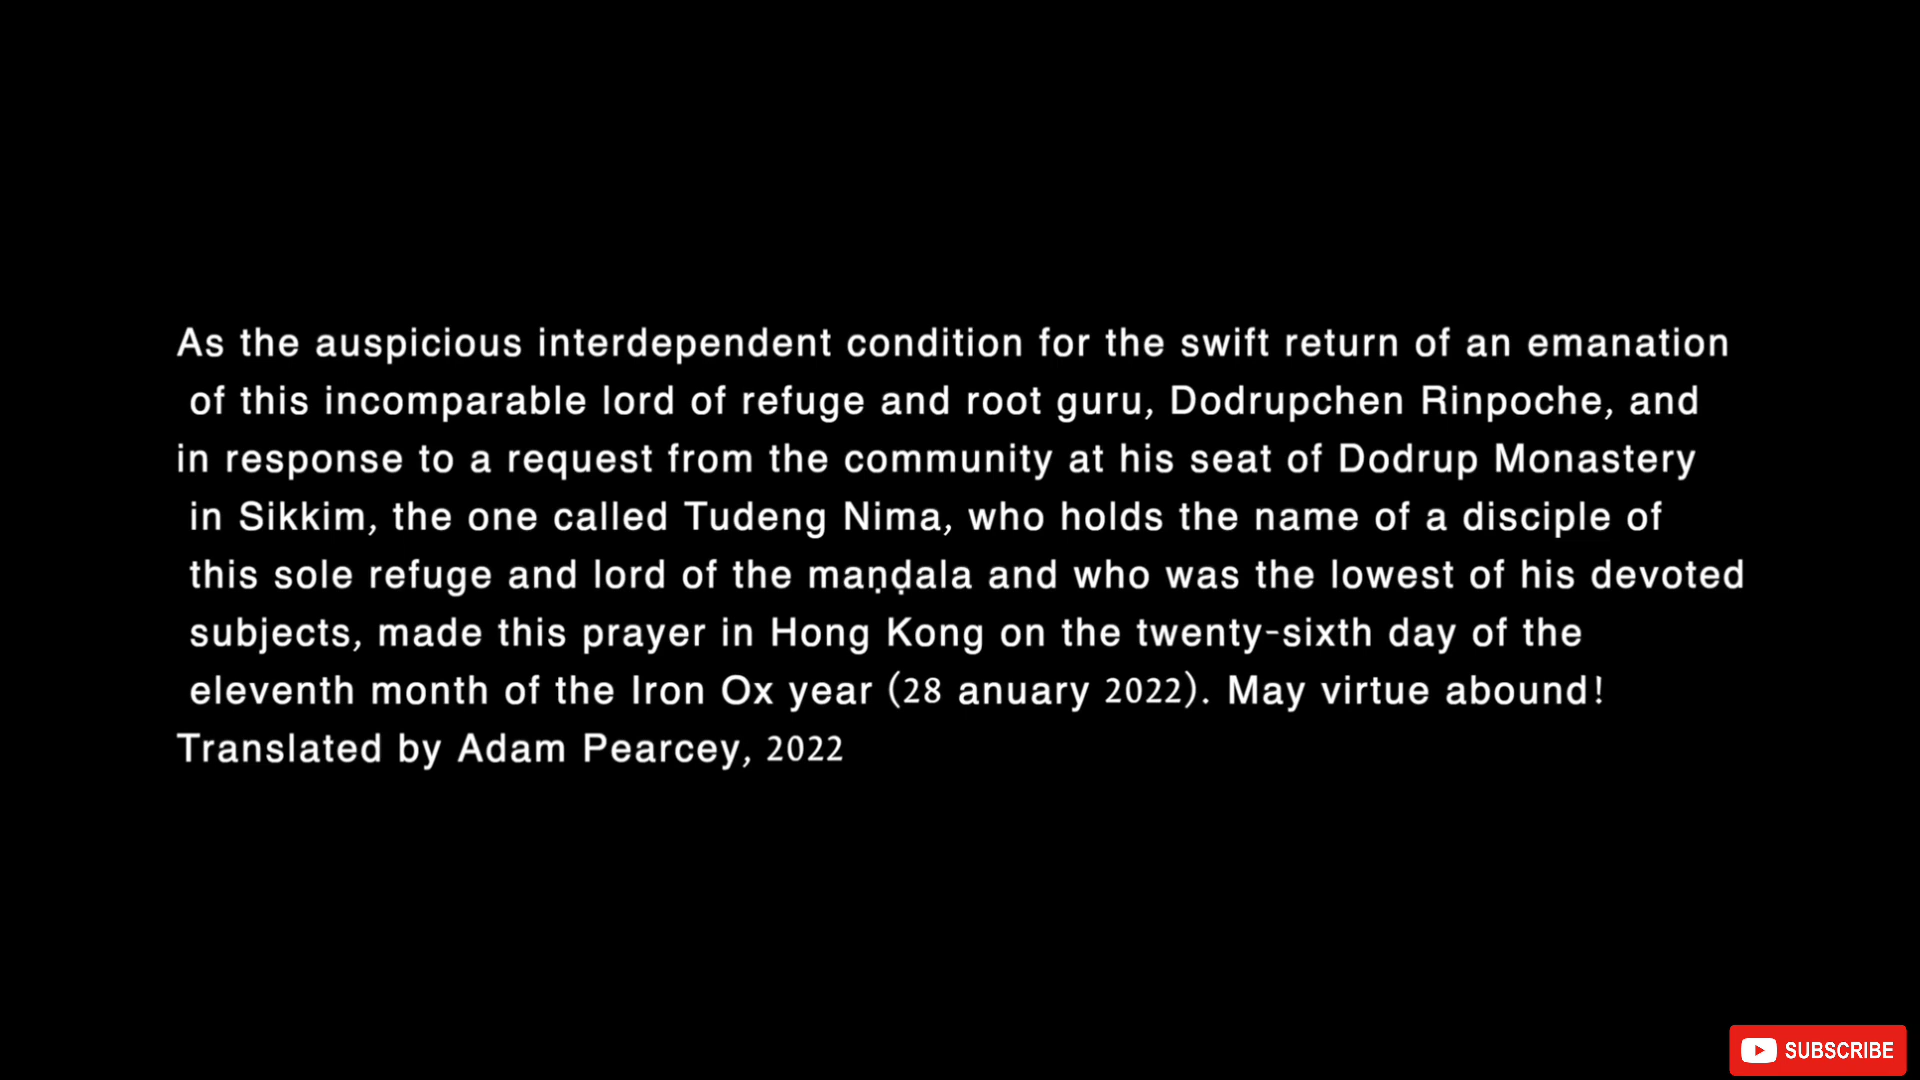 As the auspicious interdependent condition for the swift return of an emanation
of this incomparable lord of refuge and root guru, Dodrupchen Rinpoche, and
in response to a request from the community at his seat of Dodrup Monastery
in Sikkim, the one called Tudeng Nima, who holds the name of a disciple of
this sole refuge and lord of the maṇḍala and who was the lowest of his devoted
subjects, made this prayer in Hong Kong on the twenty-sixth day of the
eleventh month of the Iron Ox year (28 anuary 2022). May virtue abound!
Translated by Adam Pearcey, 2022
SUBSCRIBE